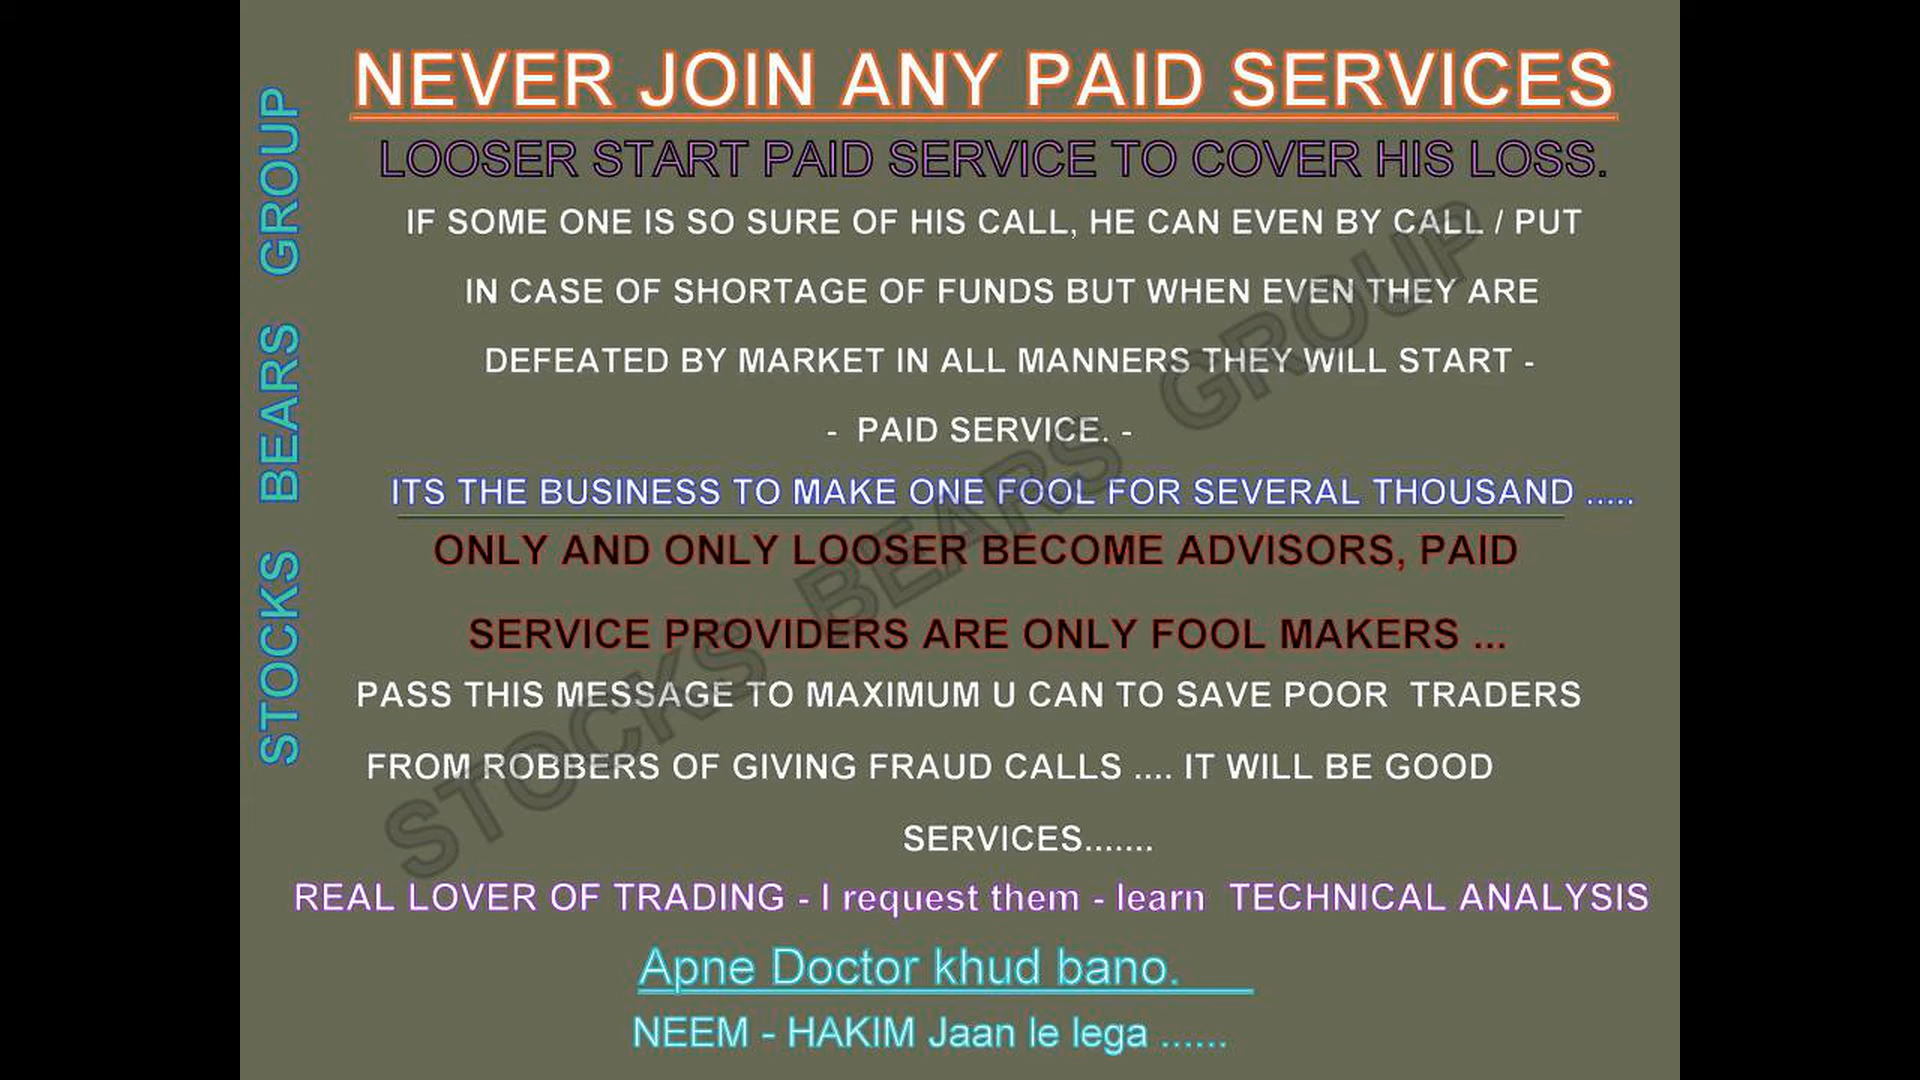 NEVER JOIN ANY PAID SERVICES
LOOSER START PAID SERVICE TO COVER HIS LOSS.
IF SOME ONE IS SO SURE OF HIS CALL, HE CAN EVEN BY CALL / PUT
IN CASE OF SHORTAGE OF FUNDS BUT WHEN EVEN THEY ARE
DEFEATED BY MARKET IN ALL MANNERS THEY WILL START -
- PAID SERVICE. -
ITS THE BUSINESS TO MAKE ONE FOOL FOR SEVERAL THOUSAND .....
ONLY AND ONLY LOOSER BECOME ADVISORS, PAID
SERVICE PROVIDERS ARE ONLY FOOL MAKERS ...
PASS THIS MESSAGE TO MAXIMUM U CAN TO SAVE POOR TRADERS
FROM ROBBERS OF GIVING FRAUD CALLS .... IT WILL BE GOOD
SERVICES.......
REAL LOVER OF TRADING - I request them - learn TECHNICAL ANALYSIS
Apne Doctor khud bano.
NEEM - HAKIM Jaan le lega ......
STOCKS BEARS GROUP
STOCKS BEARS GROUP